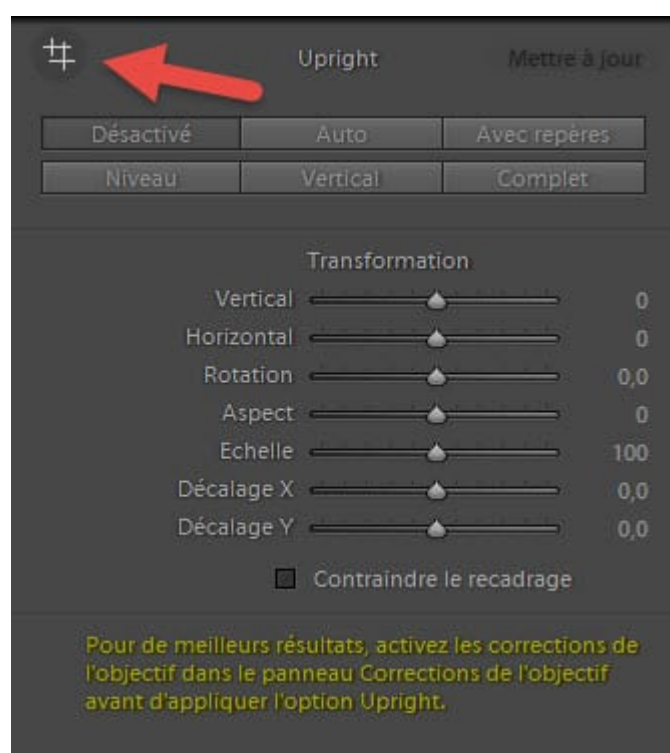 Upright Mettre à jour
Désactivé Auto Avec repères
Niveau Vertical Complet
Transformation
Vertical 0
Horizontal 0
Rotation 0,0
Aspect 0
Echelle 100
Décalage X 0,0
Décalage Y 0,0
Contraindre le recadrage
Pour de meilleurs résultats, activez les corrections de
l'objectif dans le panneau Corrections de l'objectif
avant d'appliquer l'option Upright.